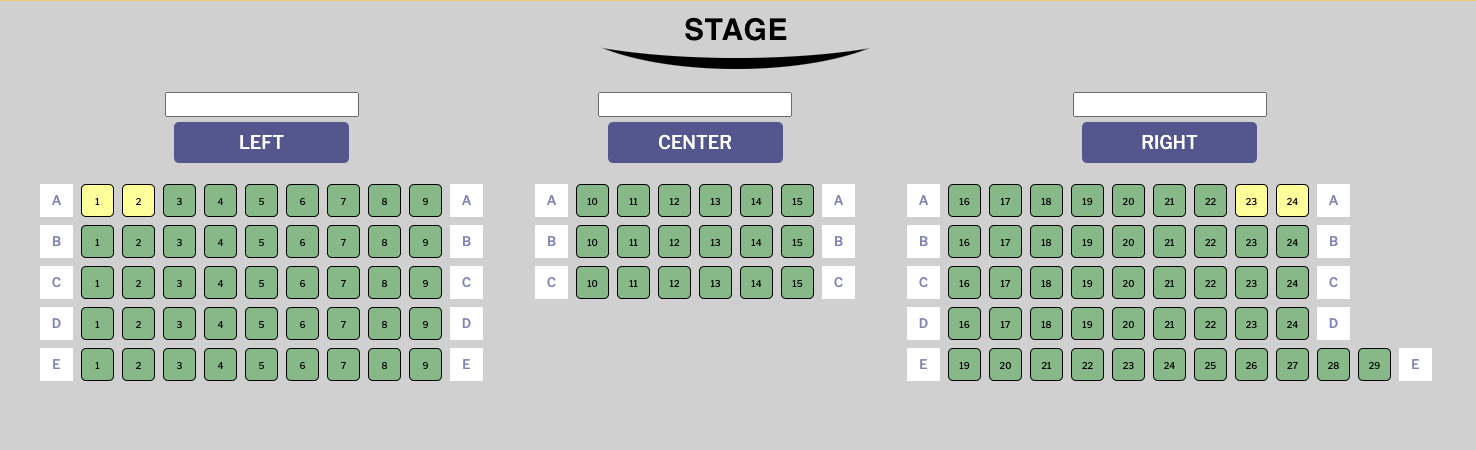 STAGE
LEFT CENTER RIGHT
A 1 2 3 4 5 6 7 8 9 A A 10 11 12 13 14 15 A A 16 17 18 19 20 21 22 23 24 A
B 1 2 3 4 5 6 7 8 9 B B 10 11 12 13 14 15 B B 16 17 18 19 20 21 22 23 24 B
C 1 2 3 4 5 6 7 8 9 C C 10 11 12 13 14 15 C C 16 17 18 19 20 21 22 23 24 C
D 1 2 3 4 5 6 7 8 9 D D 16 17 18 19 20 21 22 23 24 D
E 1 2 3 4 5 6 7 8 9 E E 19 20 21 22 23 24 25 26 27 28 29 E